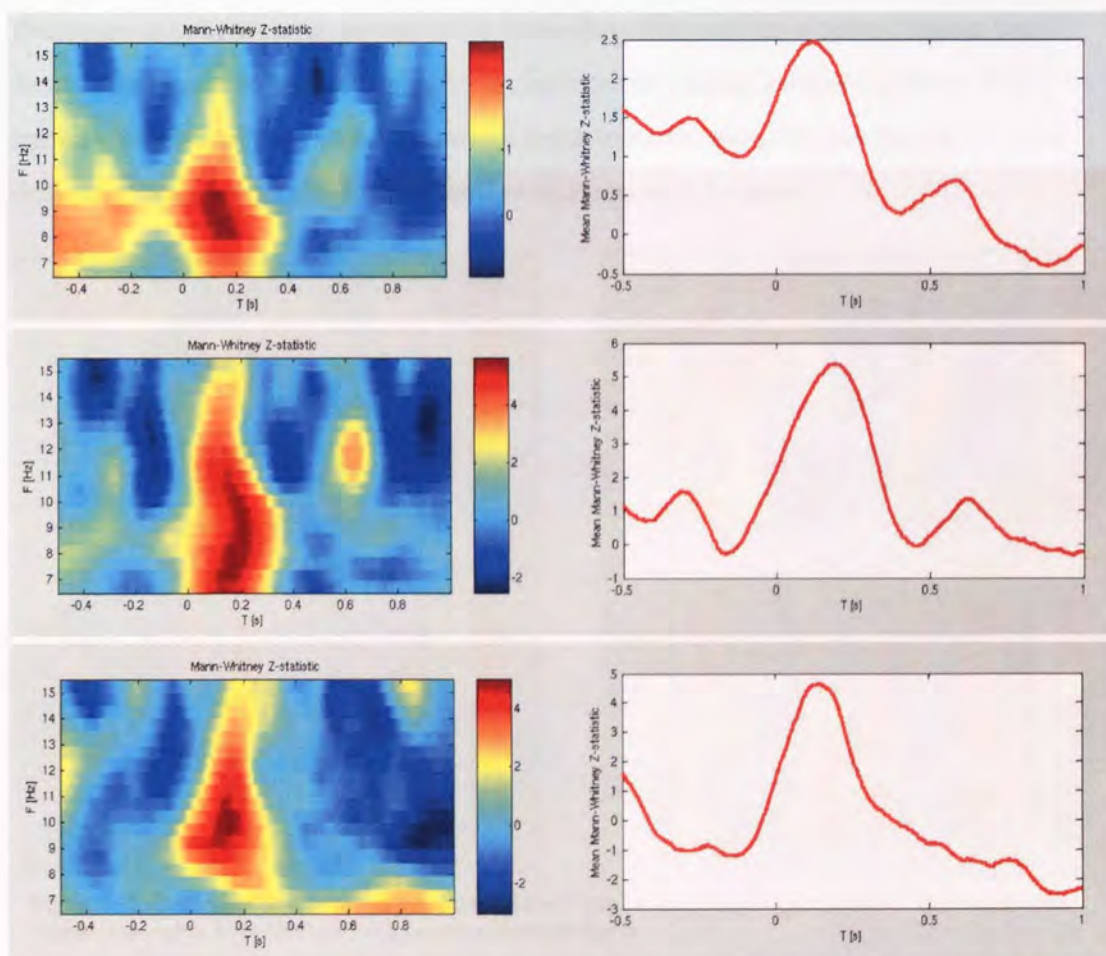 Mann-Whitney Z-statistic
F [Hz]
15
14
13
12
11
10
9
8
7
-0.4 -0.2 0 0.2 0.4 0.6 0.8
T [s]
2
1
0
Mean Mann-Whitney Z-statistic
2.5
2
1.5
1
0.5
0
-0.5
-0.5 0 0.5 1
T [s]
Mann-Whitney Z-statistic
F [Hz]
15
14
13
12
11
10
9
8
7
-0.4 -0.2 0 0.2 0.4 0.6 0.8
T [s]
4
2
0
-2
Mean Mann-Whitney Z-statistic
6
5
4
3
2
1
0
-1
-0.5 0 0.5 1
T [s]
Mann-Whitney Z-statistic
F [Hz]
15
14
13
12
11
10
9
8
7
-0.4 -0.2 0 0.2 0.4 0.6 0.8
T [s]
4
2
0
-2
Mean Mann-Whitney Z-statistic
5
4
3
2
1
0
-1
-2
-3
-0.5 0 0.5 1
T [s]